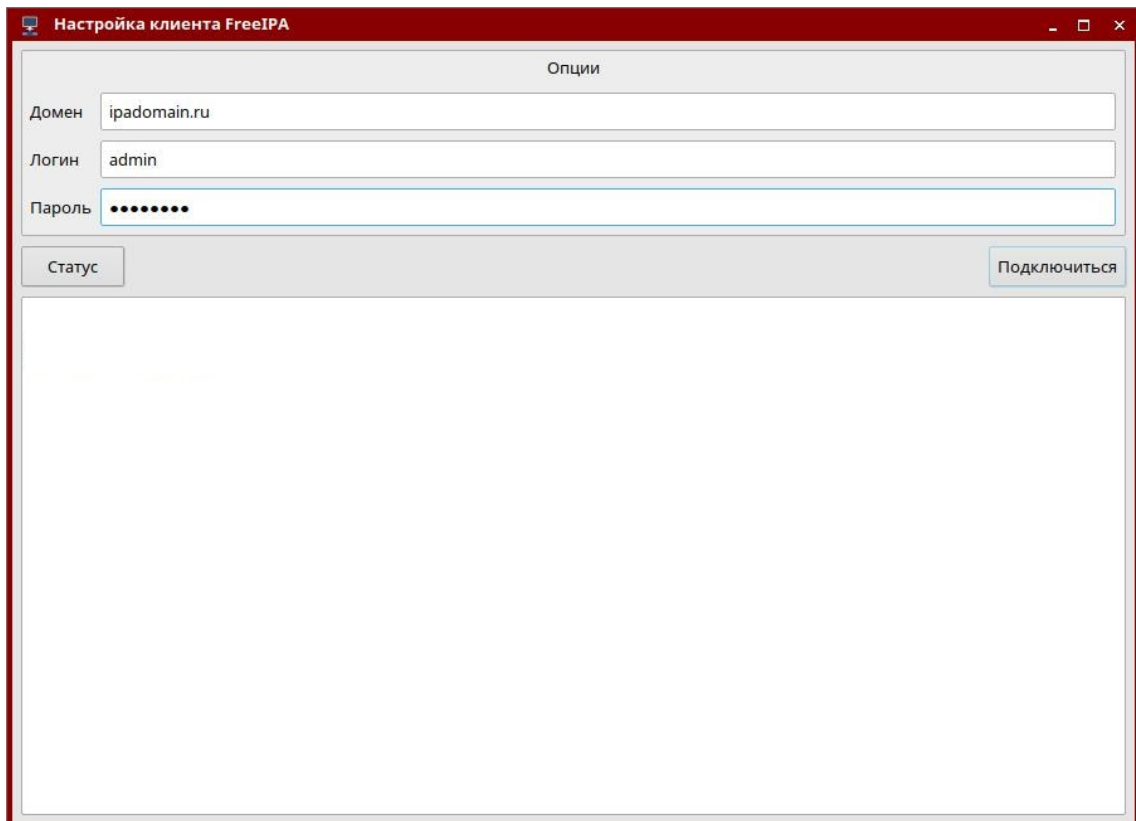 Настройка клиента FreeIPA
Опции
Домен ipadomain.ru
Логин admin
Пароль ••••••••
Статус Подключиться